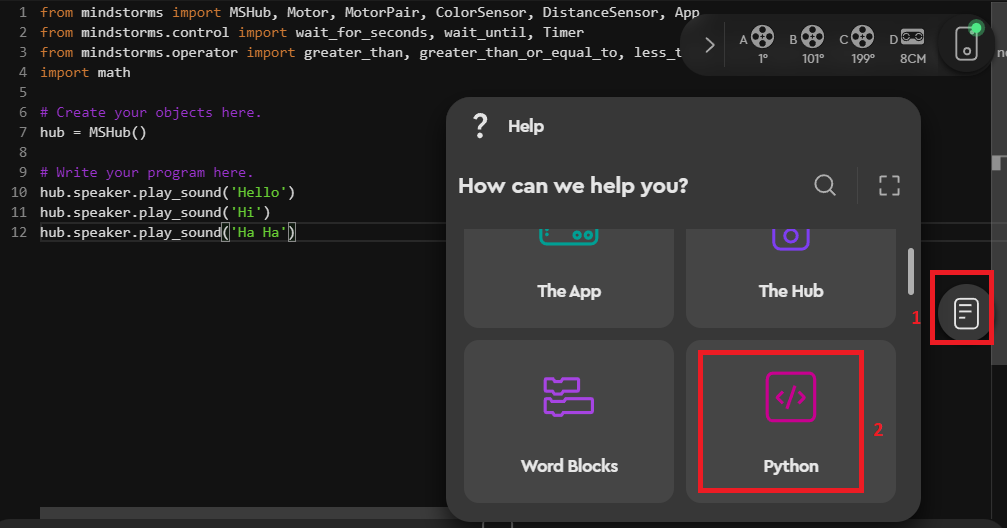 1 from mindstorms import MSHub, Motor, MotorPair, ColorSensor, DistanceSensor, App
2 from mindstorms.control import wait_for_seconds, wait_until, Timer
3 from mindstorms.operator import greater_than, greater_than_or_equal_to, less_t
4 import math
5
6 # Create your objects here.
7 hub = MSHub()
8
9 # Write your program here.
10 hub.speaker.play_sound('Hello')
11 hub.speaker.play_sound('Hi')
12 hub.speaker.play_sound('Ha Ha')
A B C D
1° 101° 199° 8CM
? Help
How can we help you?
The App The Hub
1
</> 2
Word Blocks Python